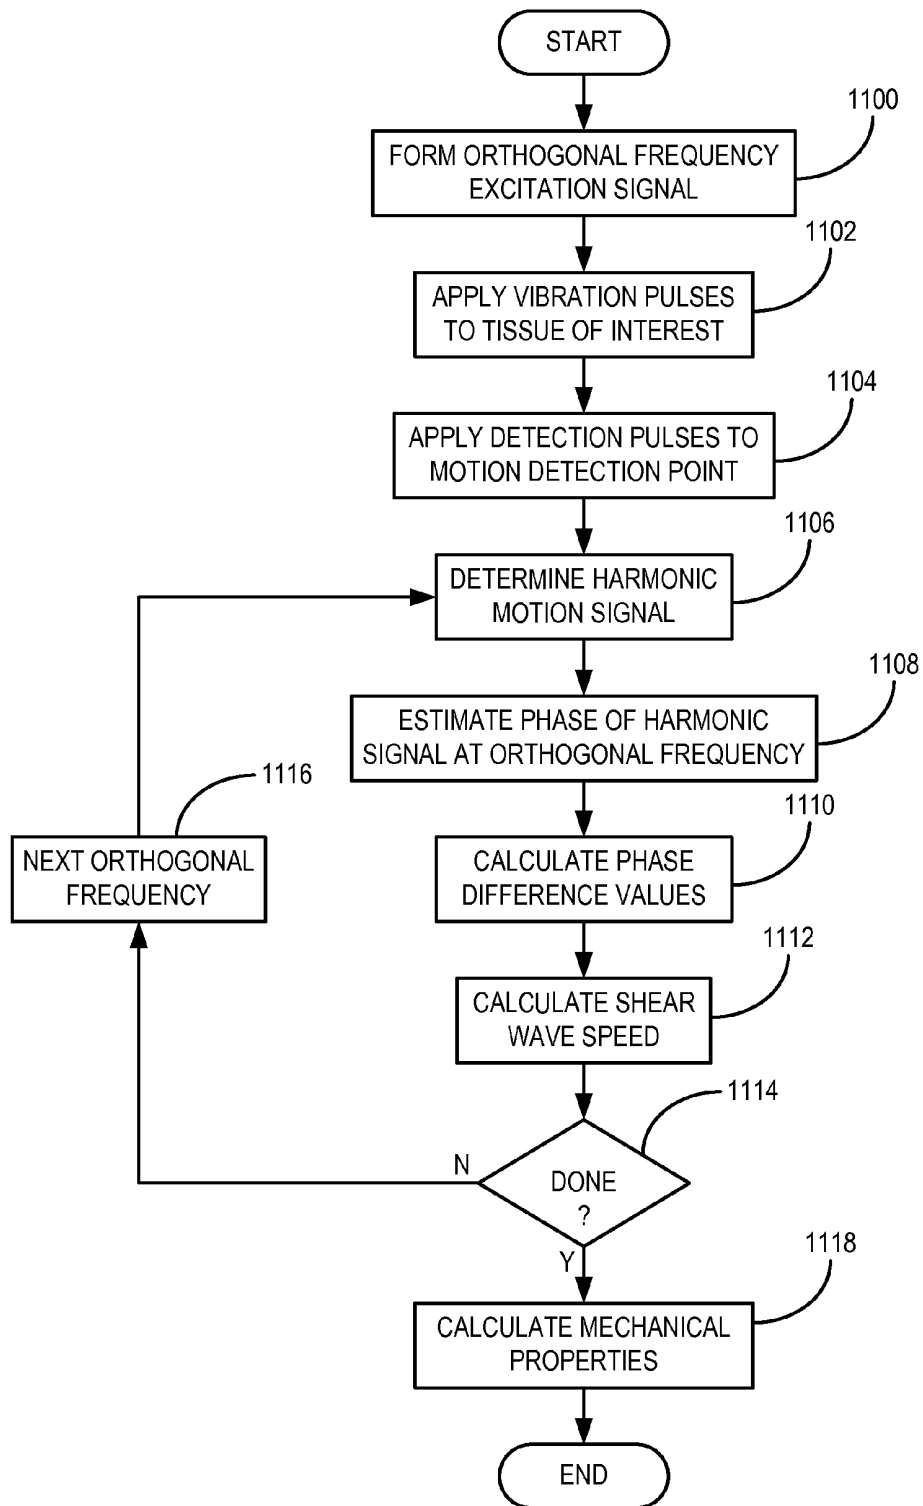 START
1100
FORM ORTHOGONAL FREQUENCY
EXCITATION SIGNAL
1102
APPLY VIBRATION PULSES
TO TISSUE OF INTEREST
1104
APPLY DETECTION PULSES TO
MOTION DETECTION POINT
1106
DETERMINE HARMONIC
MOTION SIGNAL
1108
ESTIMATE PHASE OF HARMONIC
SIGNAL AT ORTHOGONAL FREQUENCY
1116
NEXT ORTHOGONAL
FREQUENCY
1110
CALCULATE PHASE
DIFFERENCE VALUES
1112
CALCULATE SHEAR
WAVE SPEED
1114
N
DONE
?
Y
1118
CALCULATE MECHANICAL
PROPERTIES
END